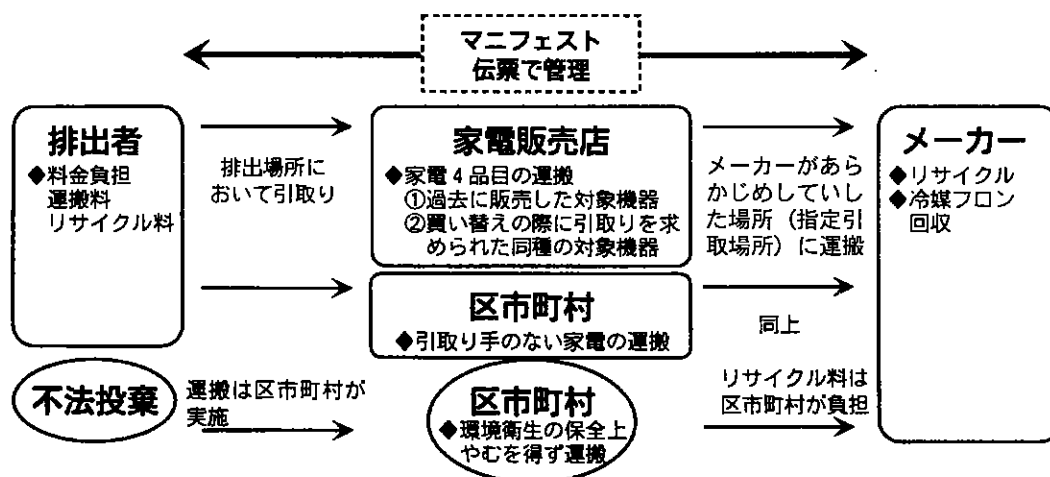 マニフェスト
伝票で管理
排出者
◆料金負担
運搬料
リサイクル料
排出場所に
おいて引取り
家電販売店
◆家電4品目の運搬
①過去に販売した対象機器
②買い替えの際に引取りを求
められた同種の対象機器
メーカーがあら
かじめしていし
た場所（指定引
取場所）に運搬
メーカー
◆リサイクル
◆冷媒フロン
回収
区市町村
◆引取り手のない家電の運搬
同上
不法投棄
運搬は区市町村が
実施
区市町村
◆環境衛生の保全上
やむを得ず運搬
リサイクル料は
区市町村が負担